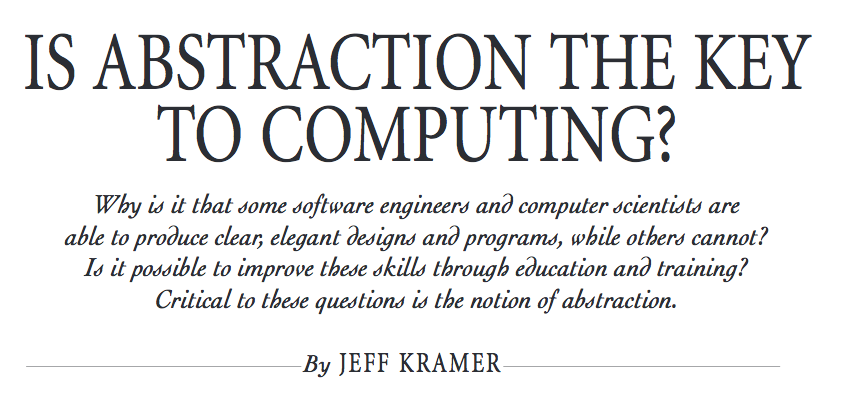 IS ABSTRACTION THE KEY
TO COMPUTING?
Why is it that some software engineers and computer scientists are
able to produce clear, elegant designs and programs, while others cannot?
Is it possible to improve these skills through education and training?
Critical to these questions is the notion of abstraction.
By JEFF KRAMER